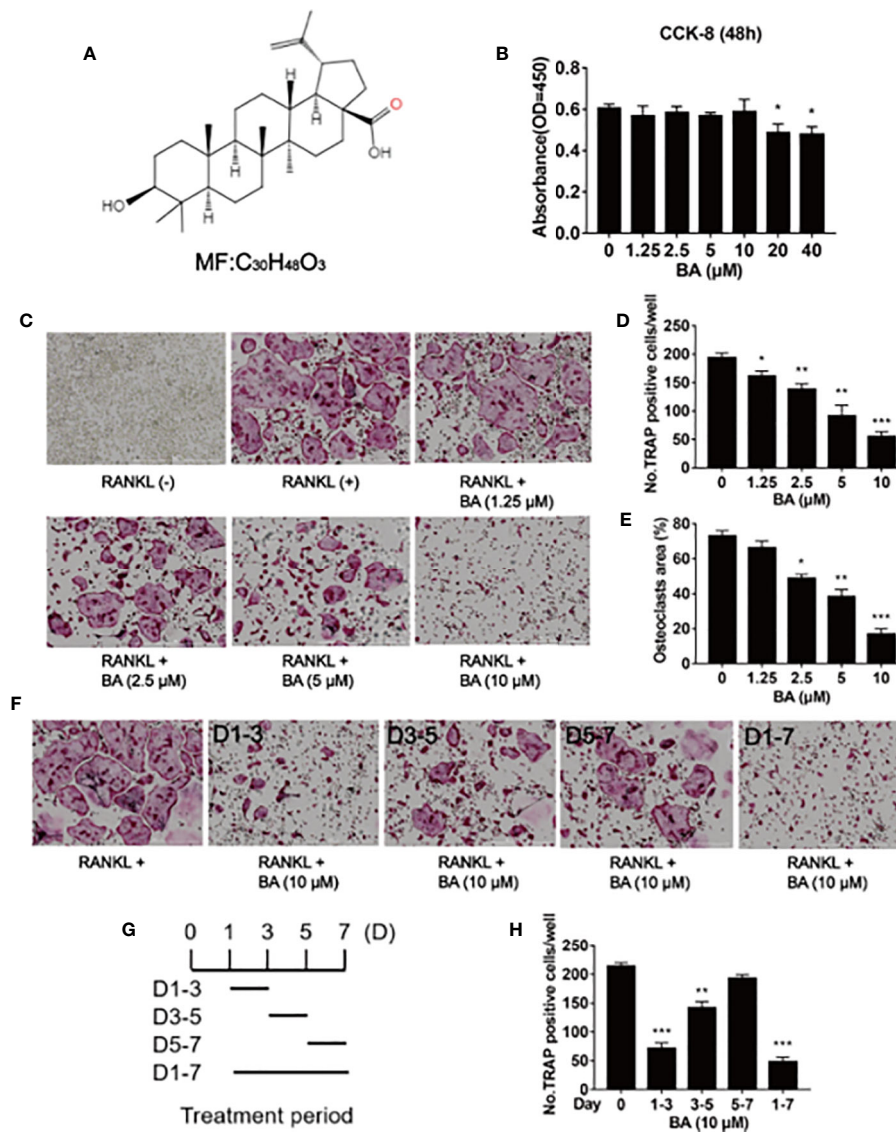 A
H
H
H
H
HO
O
OH
MF:C₃₀H₄₈O₃
B
CCK-8 (48h)
Absorbance(OD=450)
0.8
0.6
0.4
0.2
0.0
* *
0 1.25 2.5 5 10 20 40
BA (µM)
C
RANKL (-)
RANKL (+)
RANKL +
BA (1.25 µM)
RANKL +
BA (2.5 µM)
RANKL +
BA (5 µM)
RANKL +
BA (10 µM)
D
No.TRAP positive cells/well
250
200
150
100
50
0
* ** ** ***
0 1.25 2.5 5 10
BA (µM)
E
Osteoclasts area (%)
80
60
40
20
0
* ** ***
0 1.25 2.5 5 10
BA (µM)
F
D1-3
D3-5
D5-7
D1-7
RANKL +
RANKL +
BA (10 µM)
RANKL +
BA (10 µM)
RANKL +
BA (10 µM)
RANKL +
BA (10 µM)
G
0 1 3 5 7 (D)
D1-3
D3-5
D5-7
D1-7
Treatment period
H
No.TRAP positive cells/well
250
200
150
100
50
0
*** ** ***
Day 0 1-3 3-5 5-7 1-7
BA (10 µM)